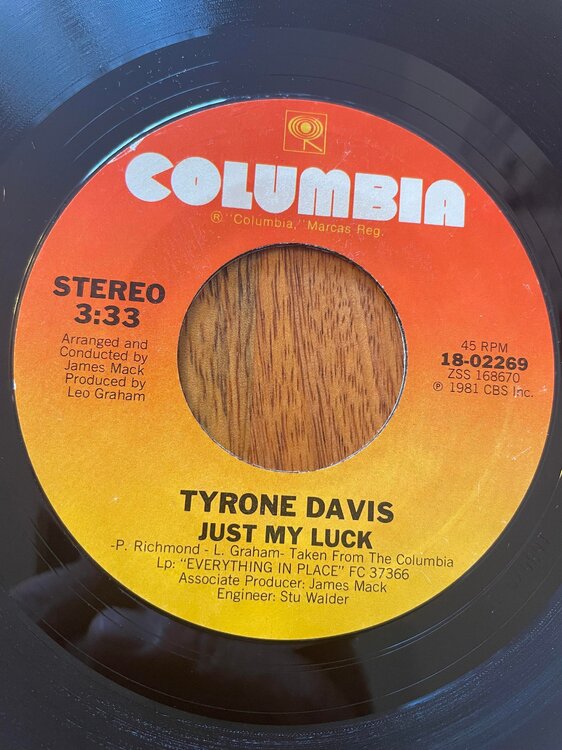 COLUMBIA
® "Columbia," Marcas Reg.
STEREO
3:33
Arranged and
Conducted by
James Mack
Produced by
Leo Graham
45 RPM
18-02269
ZSS 168670
℗ 1981 CBS Inc.
TYRONE DAVIS
JUST MY LUCK
-P. Richmond - L. Graham- Taken From The Columbia
Lp: "EVERYTHING IN PLACE" FC 37366
Associate Producer: James Mack
Engineer: Stu Walder